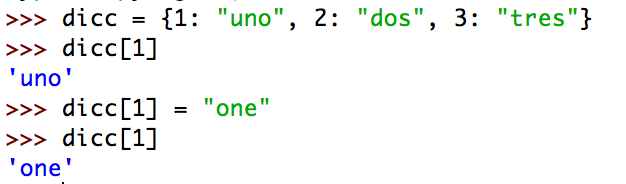 >>> dicc = {1: "uno", 2: "dos", 3: "tres"}
>>> dicc[1]
'uno'
>>> dicc[1] = "one"
>>> dicc[1]
'one'